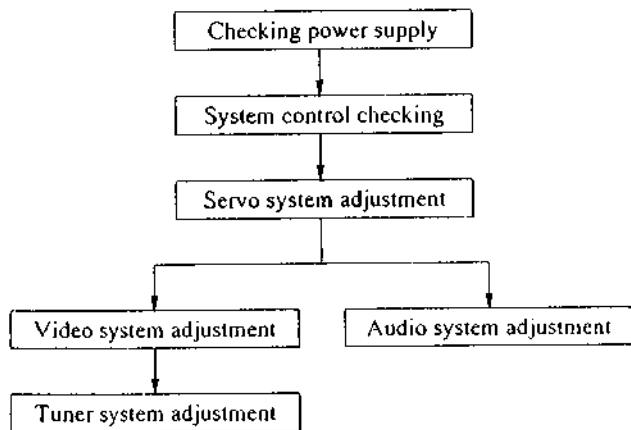 Checking power supply
System control checking
Servo system adjustment
Video system adjustment
Audio system adjustment
Tuner system adjustment